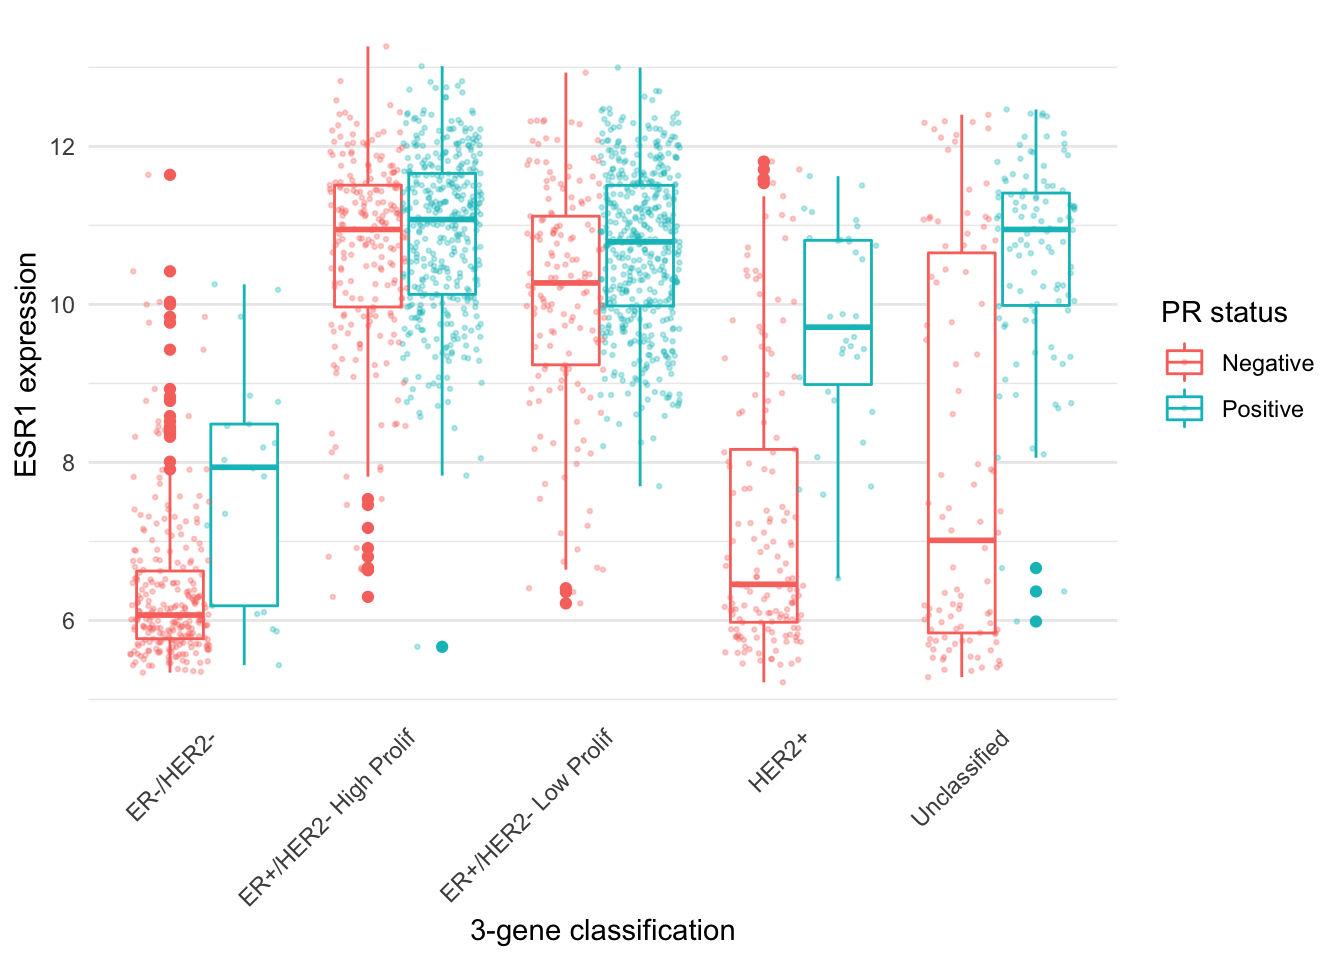 ESR1 expression
12
10
8
6
ER-/HER2-
ER+/HER2- High Prolif
ER+/HER2- Low Prolif
HER2+
Unclassified
3-gene classification
PR status
Negative
Positive